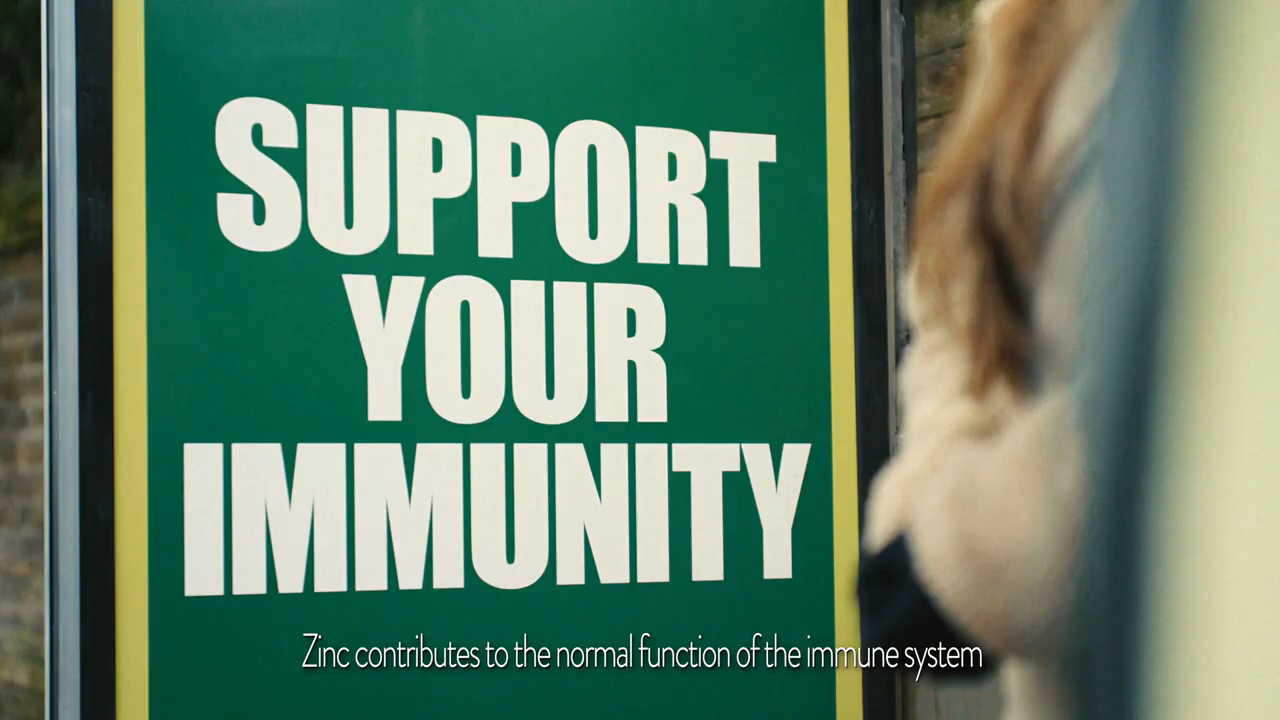 SUPPORT
YOUR
IMMUNITY
Zinc contributes to the normal function of the immune system